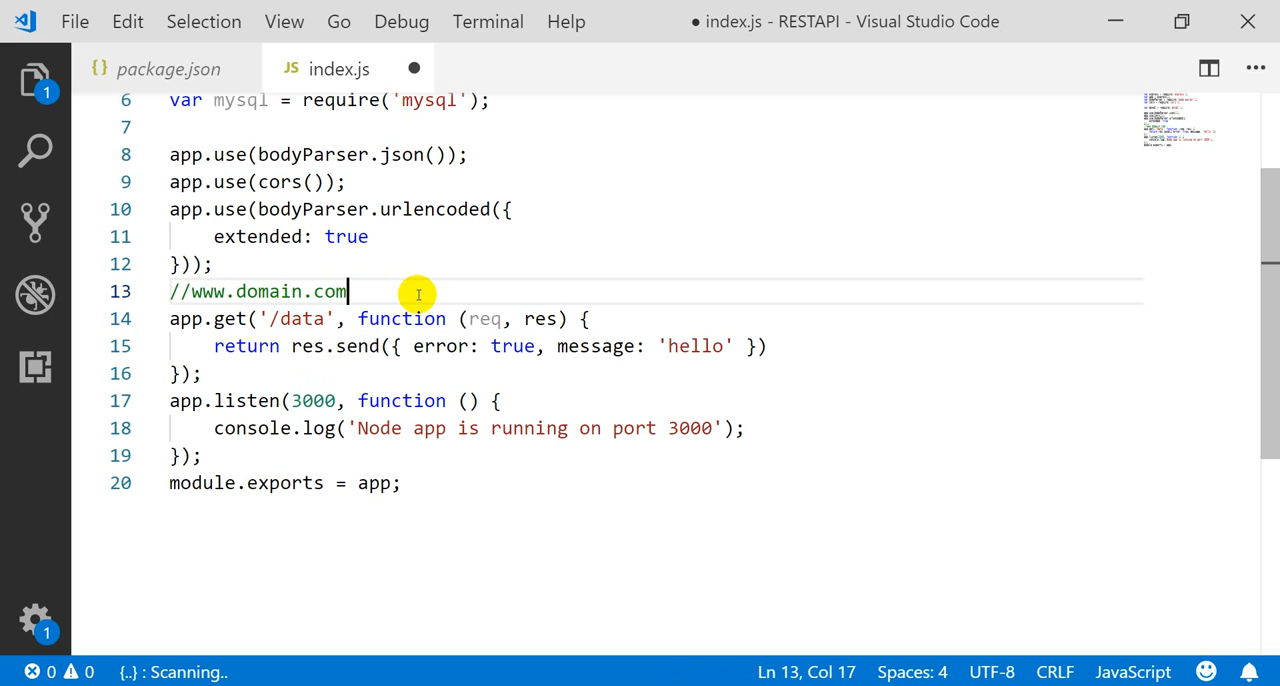 File Edit Selection View Go Debug Terminal Help ● index.js - RESTAPI - Visual Studio Code
{} package.json JS index.js
1
6 var mysql = require('mysql');
7
8 app.use(bodyParser.json());
9 app.use(cors());
10 app.use(bodyParser.urlencoded({
11 extended: true
12 }));
13 //www.domain.com
14 app.get('/data', function (req, res) {
15 return res.send({ error: true, message: 'hello' })
16 });
17 app.listen(3000, function () {
18 console.log('Node app is running on port 3000');
19 });
20 module.exports = app;
1
0 0 {..} : Scanning.. Ln 13, Col 17 Spaces: 4 UTF-8 CRLF JavaScript